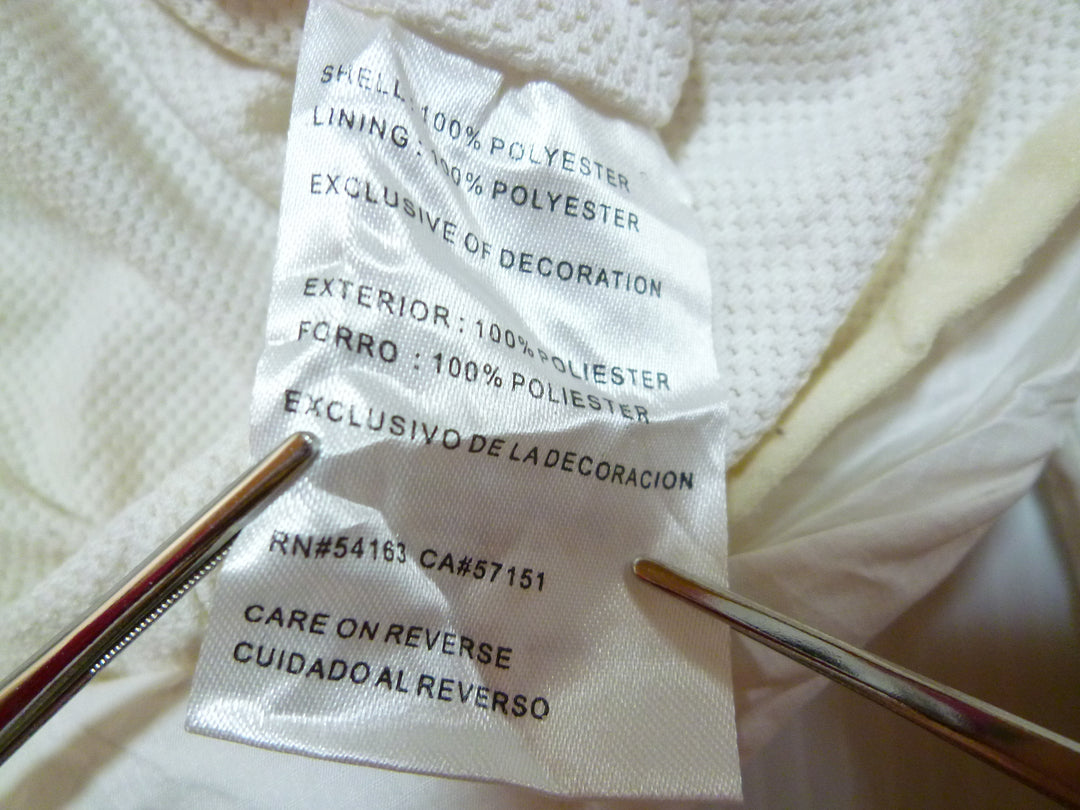 SHELL: 100% POLYESTER
LINING : 100% POLYESTER
EXCLUSIVE OF DECORATION
EXTERIOR : 100% POLIESTER
FORRO : 100% POLIESTER
EXCLUSIVO DE LA DECORACION
RN#54163 CA#57151
CARE ON REVERSE
CUIDADO AL REVERSO